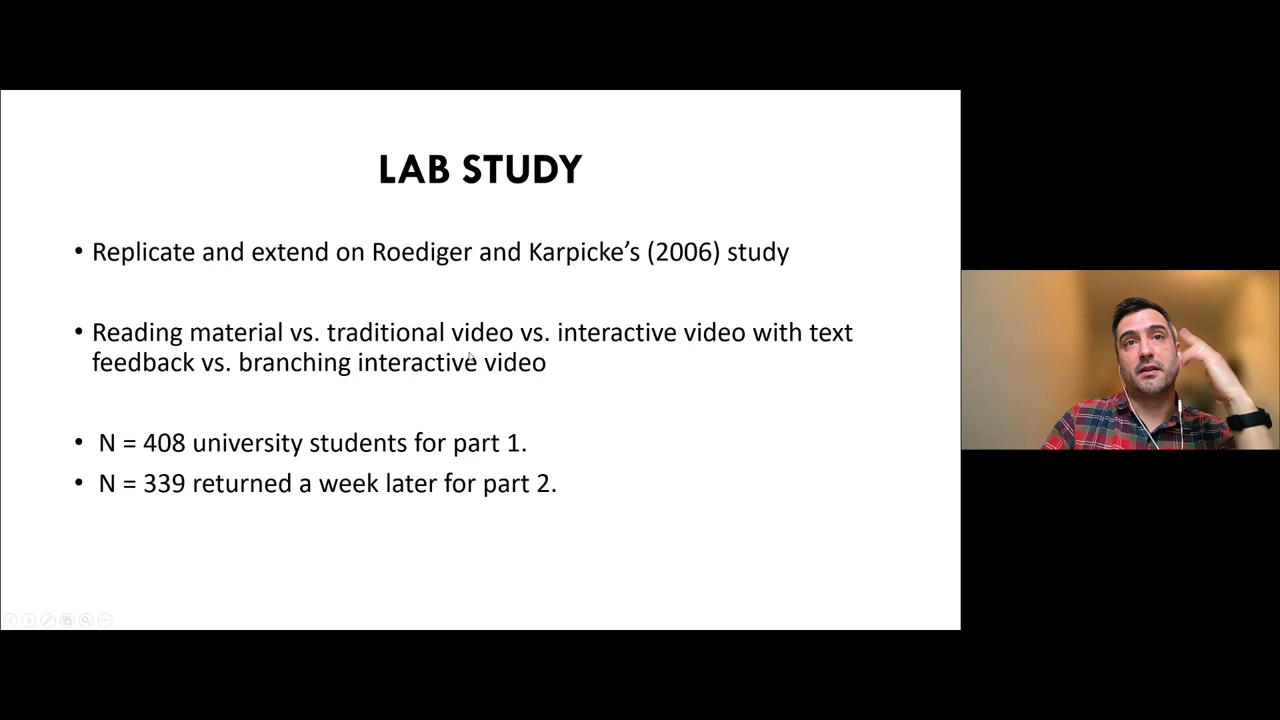 LAB STUDY
• Replicate and extend on Roediger and Karpicke’s (2006) study
• Reading material vs. traditional video vs. interactive video with text
feedback vs. branching interactive video
• N = 408 university students for part 1.
• N = 339 returned a week later for part 2.